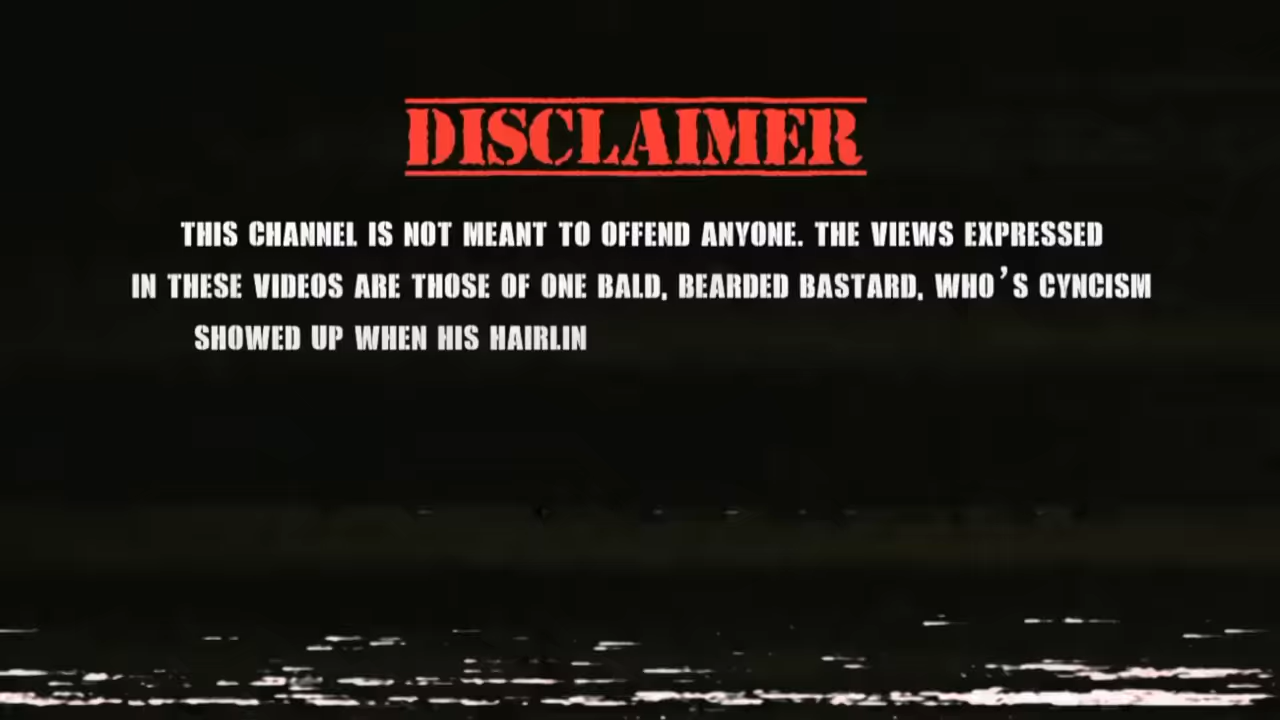 DISCLAIMER
THIS CHANNEL IS NOT MEANT TO OFFEND ANYONE. THE VIEWS EXPRESSED
IN THESE VIDEOS ARE THOSE OF ONE BALD, BEARDED BASTARD, WHO'S CYNCISM
SHOWED UP WHEN HIS HAIRLIN